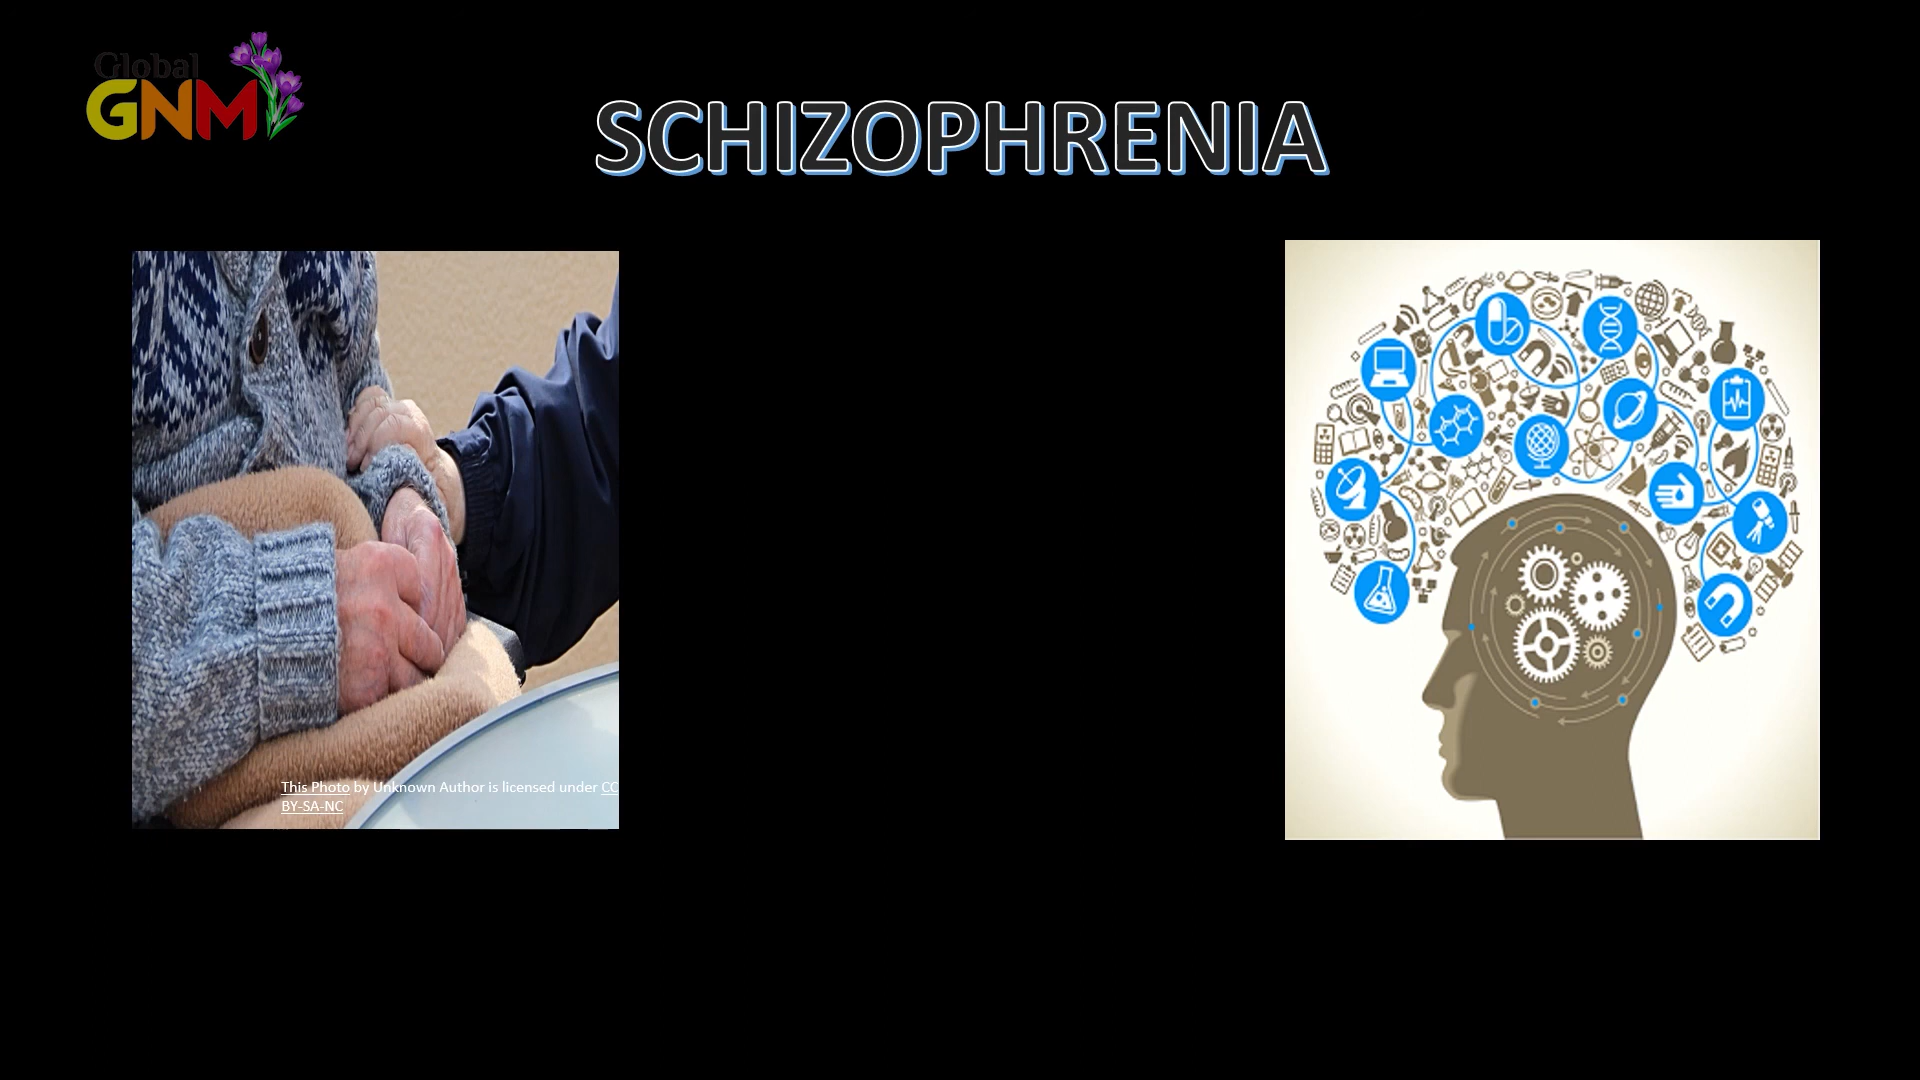 Global
GNM
SCHIZOPHRENIA
This Photo by Unknown Author is licensed under CC
BY-SA-NC